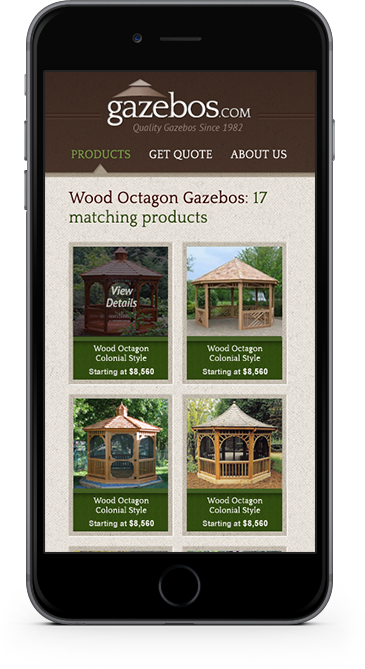 gazebos.COM
Quality Gazebos Since 1982
PRODUCTS GET QUOTE ABOUT US
Wood Octagon Gazebos: 17
matching products
View
Details
Wood Octagon
Colonial Style
Starting at $8,560
Wood Octagon
Colonial Style
Starting at $8,560
Wood Octagon
Colonial Style
Starting at $8,560
Wood Octagon
Colonial Style
Starting at $8,560